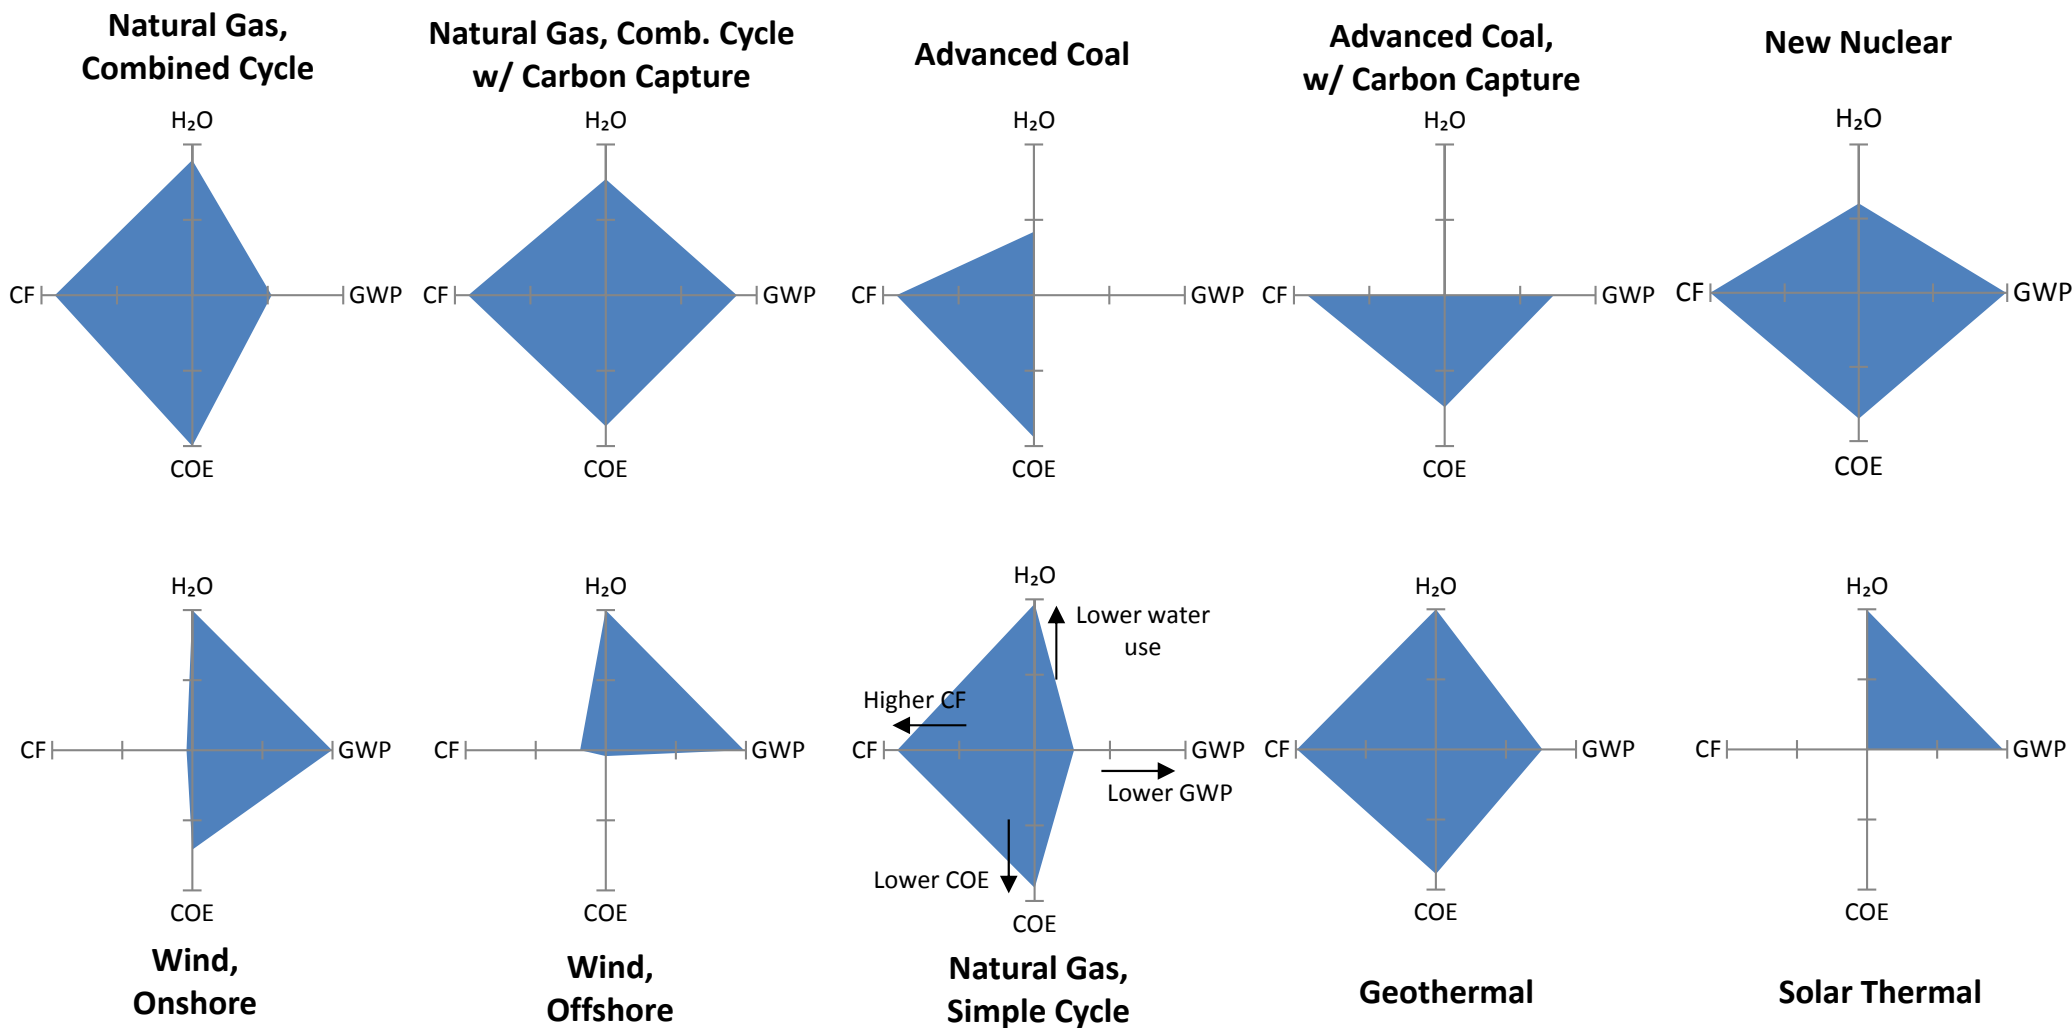 Natural Gas,
Combined Cycle
H₂O
CF
GWP
COE
Natural Gas, Comb. Cycle
w/ Carbon Capture
H₂O
CF
GWP
COE
Advanced Coal
H₂O
CF
GWP
COE
Advanced Coal,
w/ Carbon Capture
H₂O
CF
GWP
COE
New Nuclear
H₂O
CF
GWP
COE
H₂O
CF
GWP
COE
Wind,
Onshore
H₂O
CF
GWP
COE
Wind,
Offshore
H₂O
Lower water
use
Higher CF
CF
GWP
Lower GWP
Lower COE
COE
Natural Gas,
Simple Cycle
H₂O
CF
GWP
COE
Geothermal
H₂O
CF
GWP
COE
Solar Thermal